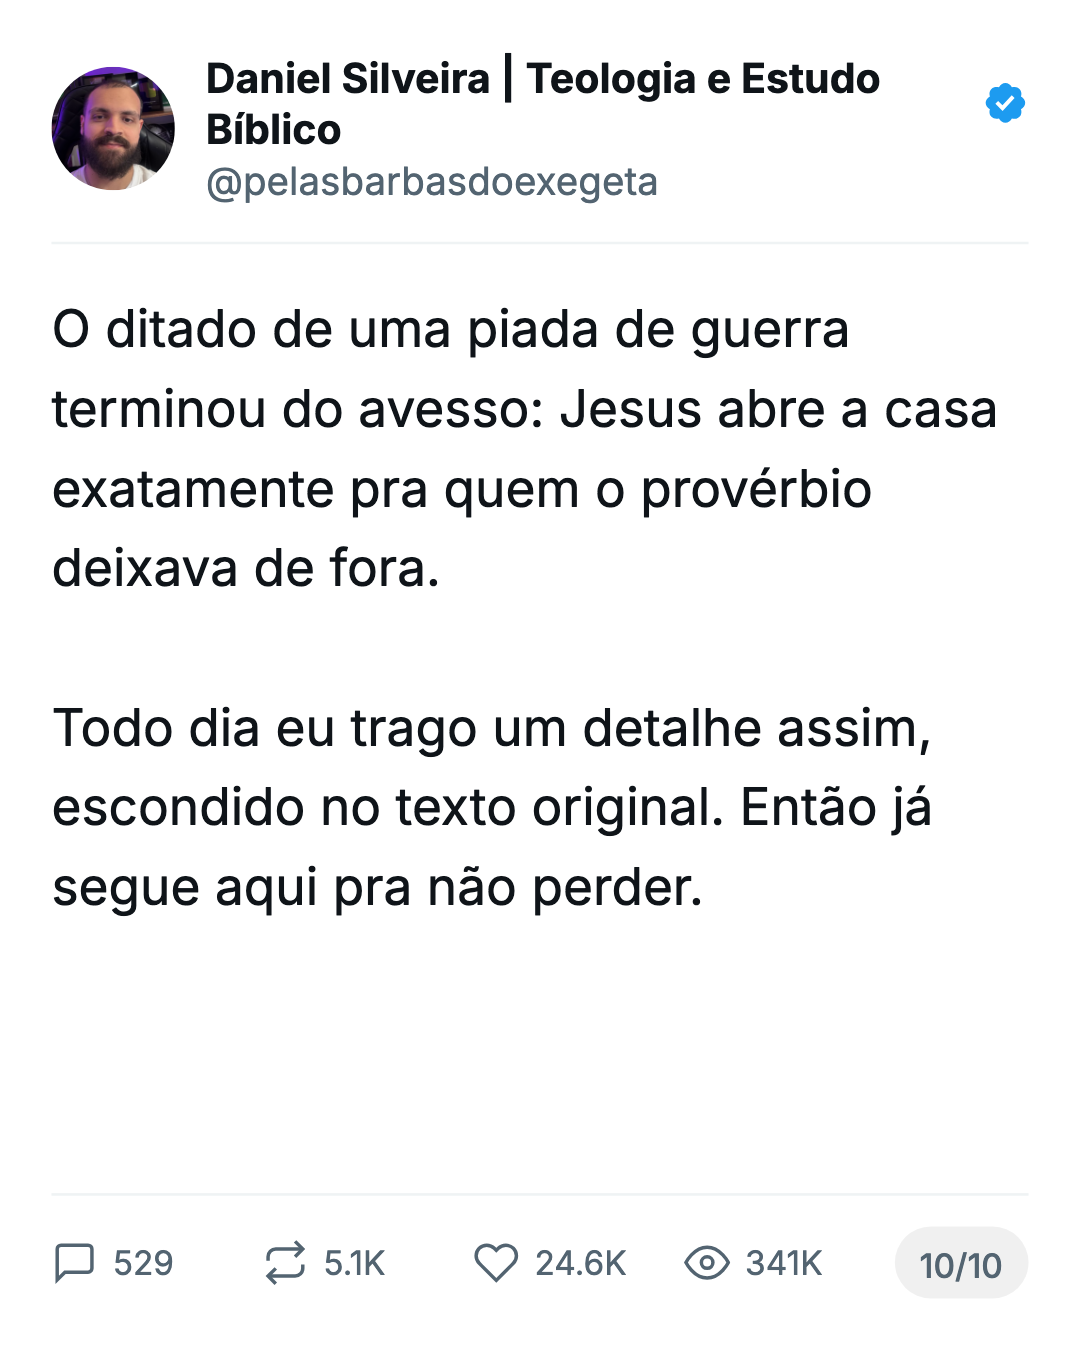 Daniel Silveira | Teologia e Estudo
Bíblico
@pelasbarbasdoexegeta
O ditado de uma piada de guerra
terminou do avesso: Jesus abre a casa
exatamente pra quem o provérbio
deixava de fora.
Todo dia eu trago um detalhe assim,
escondido no texto original. Então já
segue aqui pra não perder.
529 5.1K 24.6K 341K 10/10